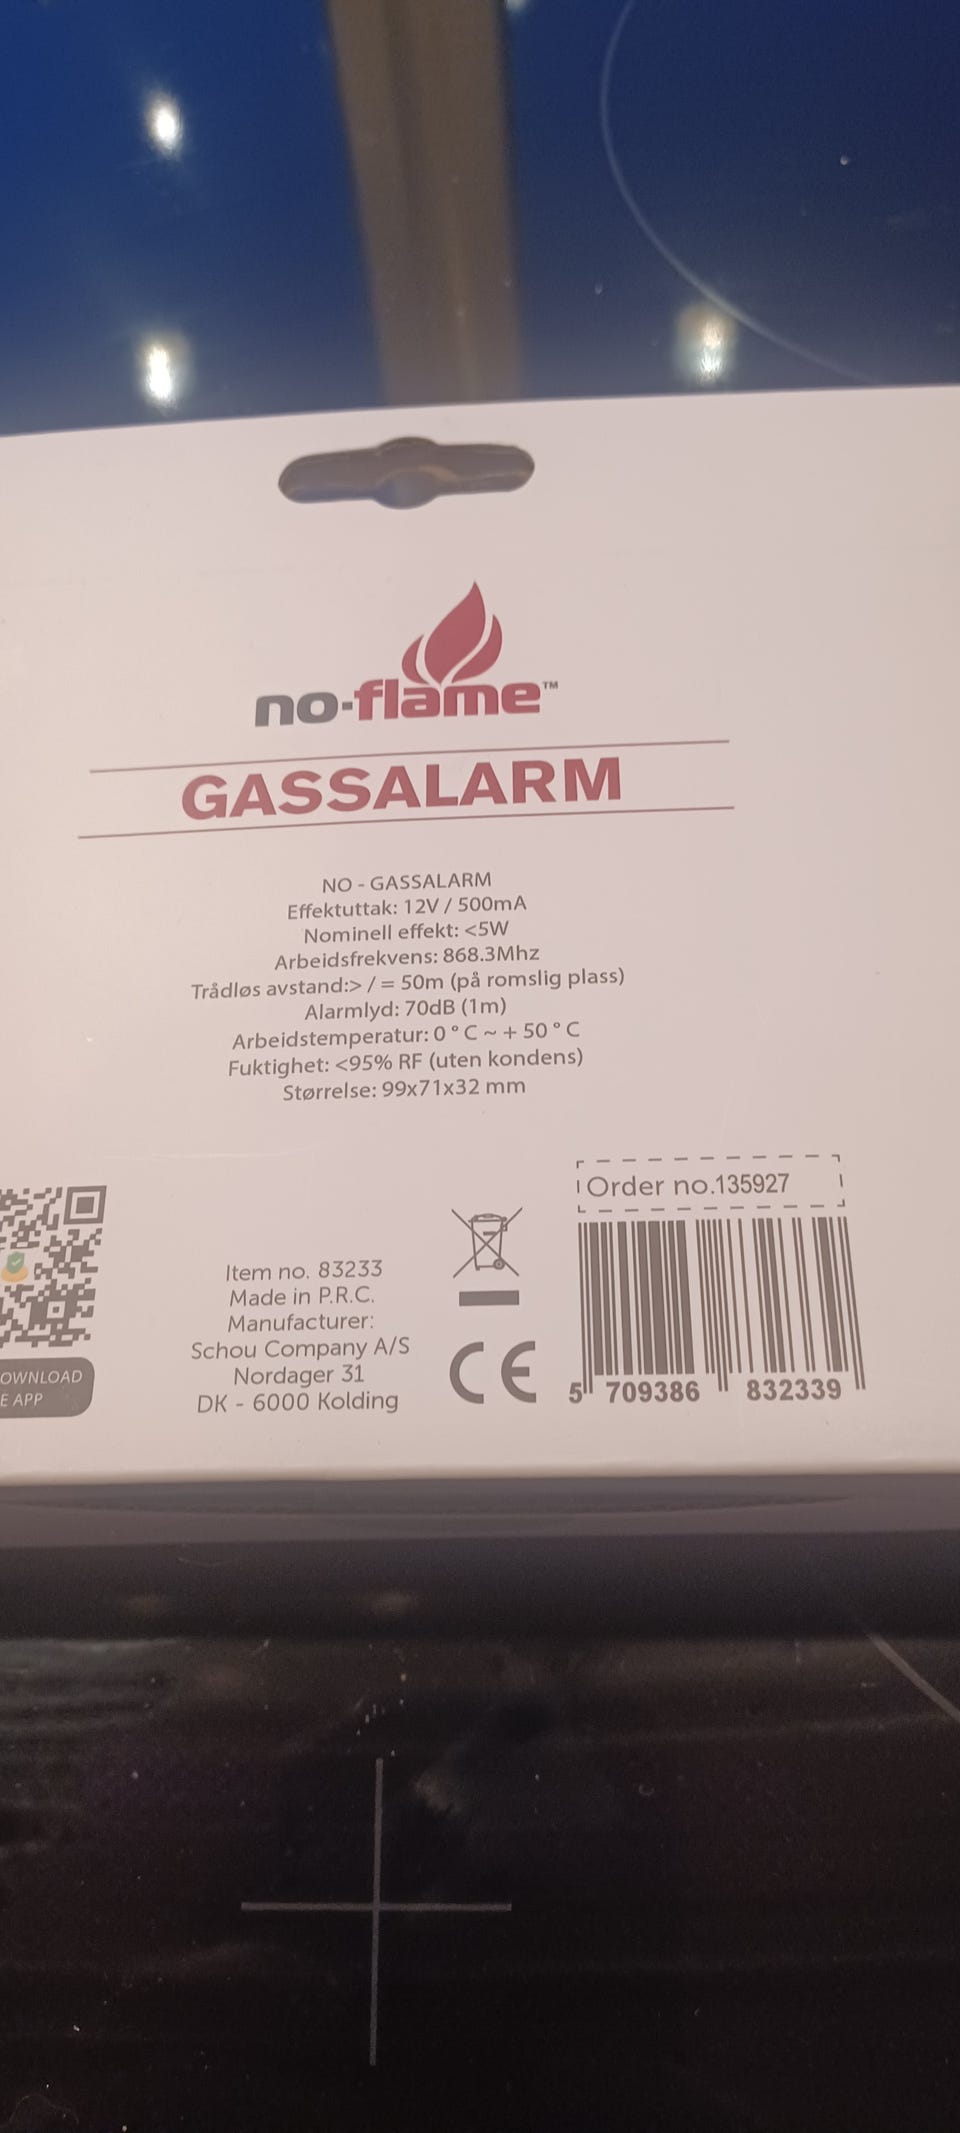 no-flame™
GASSALARM
NO - GASSALARM
Effektuttak: 12V / 500mA
Nominell effekt: <5W
Arbeidsfrekvens: 868.3Mhz
Trådløs avstand:> / = 50m (på romslig plass)
Alarmlyd: 70dB (1m)
Arbeidstemperatur: 0 ° C ~ + 50 ° C
Fuktighet: <95% RF (uten kondens)
Størrelse: 99x71x32 mm
Order no.135927
Item no. 83233
Made in P.R.C.
Manufacturer:
Schou Company A/S
Nordager 31
DK - 6000 Kolding
CE
5 709386 832339
OWNLOAD
E APP